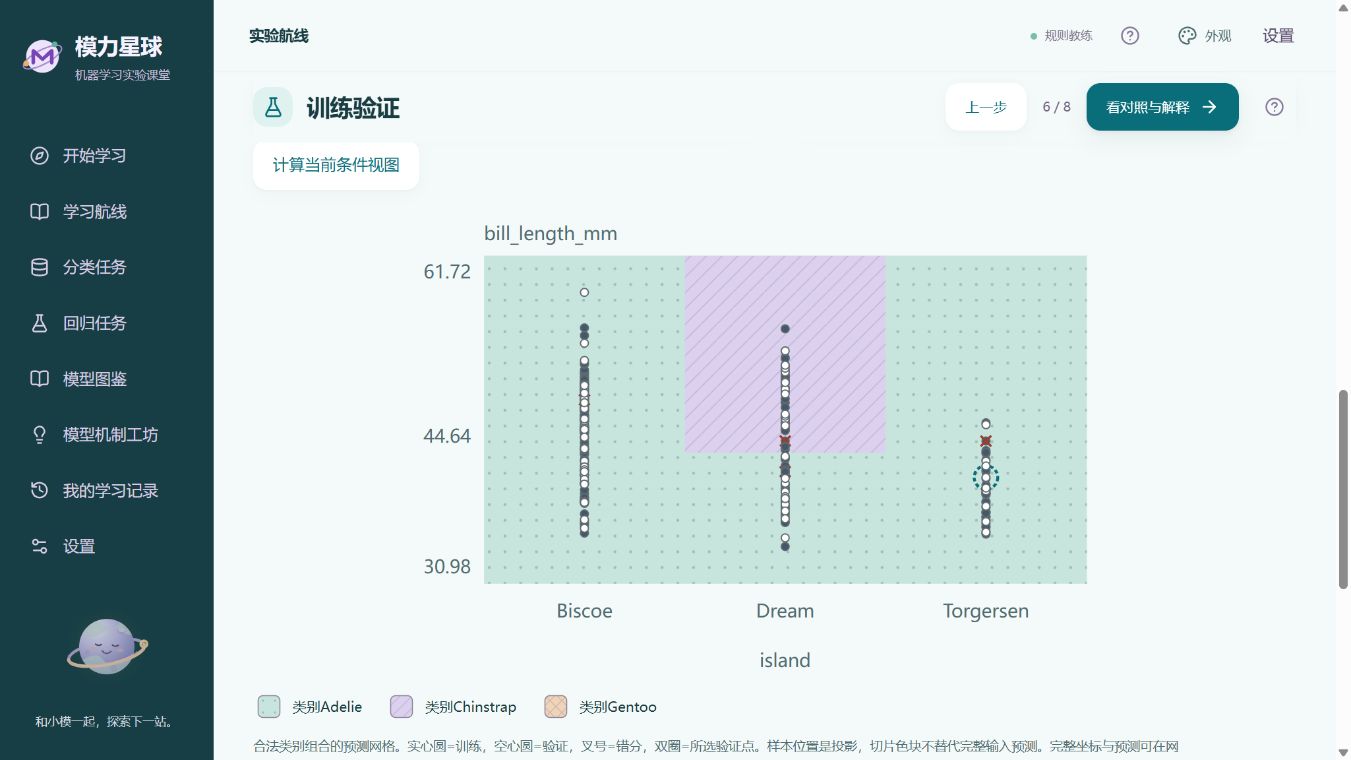 模力星球
机器学习实验课堂
开始学习
学习航线
分类任务
回归任务
模型图鉴
模型机制工坊
我的学习记录
设置
和小模一起，探索下一站。
实验航线
规则教练
外观
设置
训练验证
上一步
6 / 8
看对照与解释
计算当前条件视图
bill_length_mm
61.72
44.64
30.98
Biscoe
Dream
Torgersen
island
类别Adelie
类别Chinstrap
类别Gentoo
合法类别组合的预测网格。实心圆=训练，空心圆=验证，叉号=错分，双圈=所选验证点。样本位置是投影，切片色块不替代完整输入预测。完整坐标与预测可在网